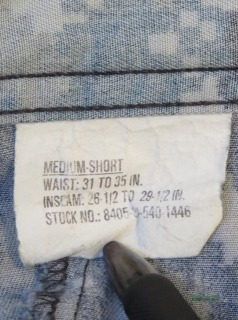 MEDIUM-SHORT
WAIST: 31 TO 35 IN.
INSEAM: 26-1/2 TO 29-1/2 IN.
STOCK NO.: 8405 540 1446